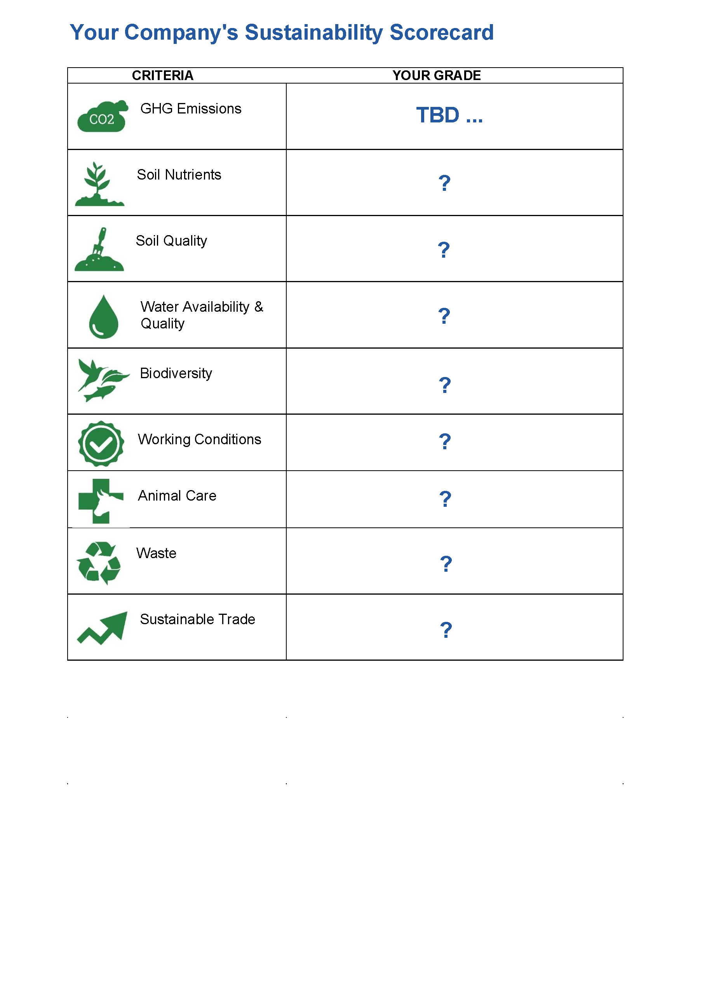 Your Company's Sustainability Scorecard
CRITERIA YOUR GRADE
CO2 GHG Emissions TBD ...
Soil Nutrients ?
Soil Quality ?
Water Availability &
Quality ?
Biodiversity ?
Working Conditions ?
Animal Care ?
Waste ?
Sustainable Trade ?